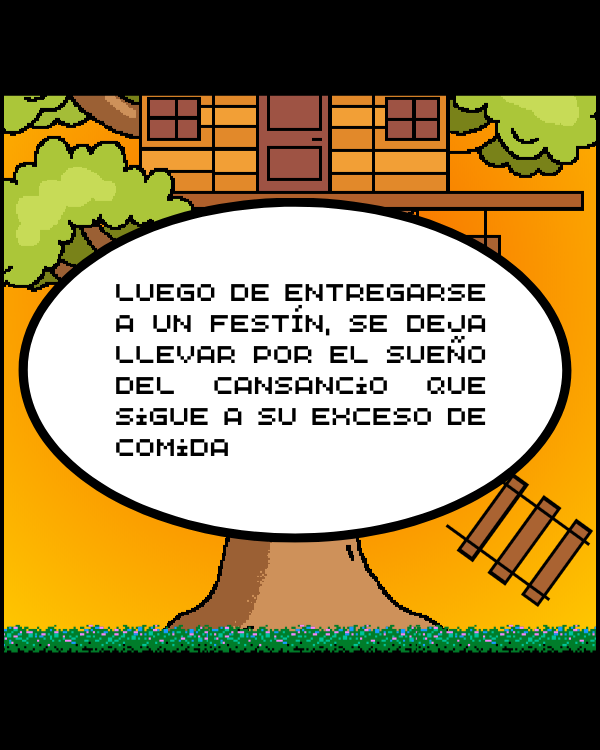 LUEGO DE ENTREGARSE
A UN FESTÍN, SE DEJA
LLEVAR POR EL SUEÑO
DEL CANSANCiO QUE
SiGUE A SU EXCESO DE
COMiDA